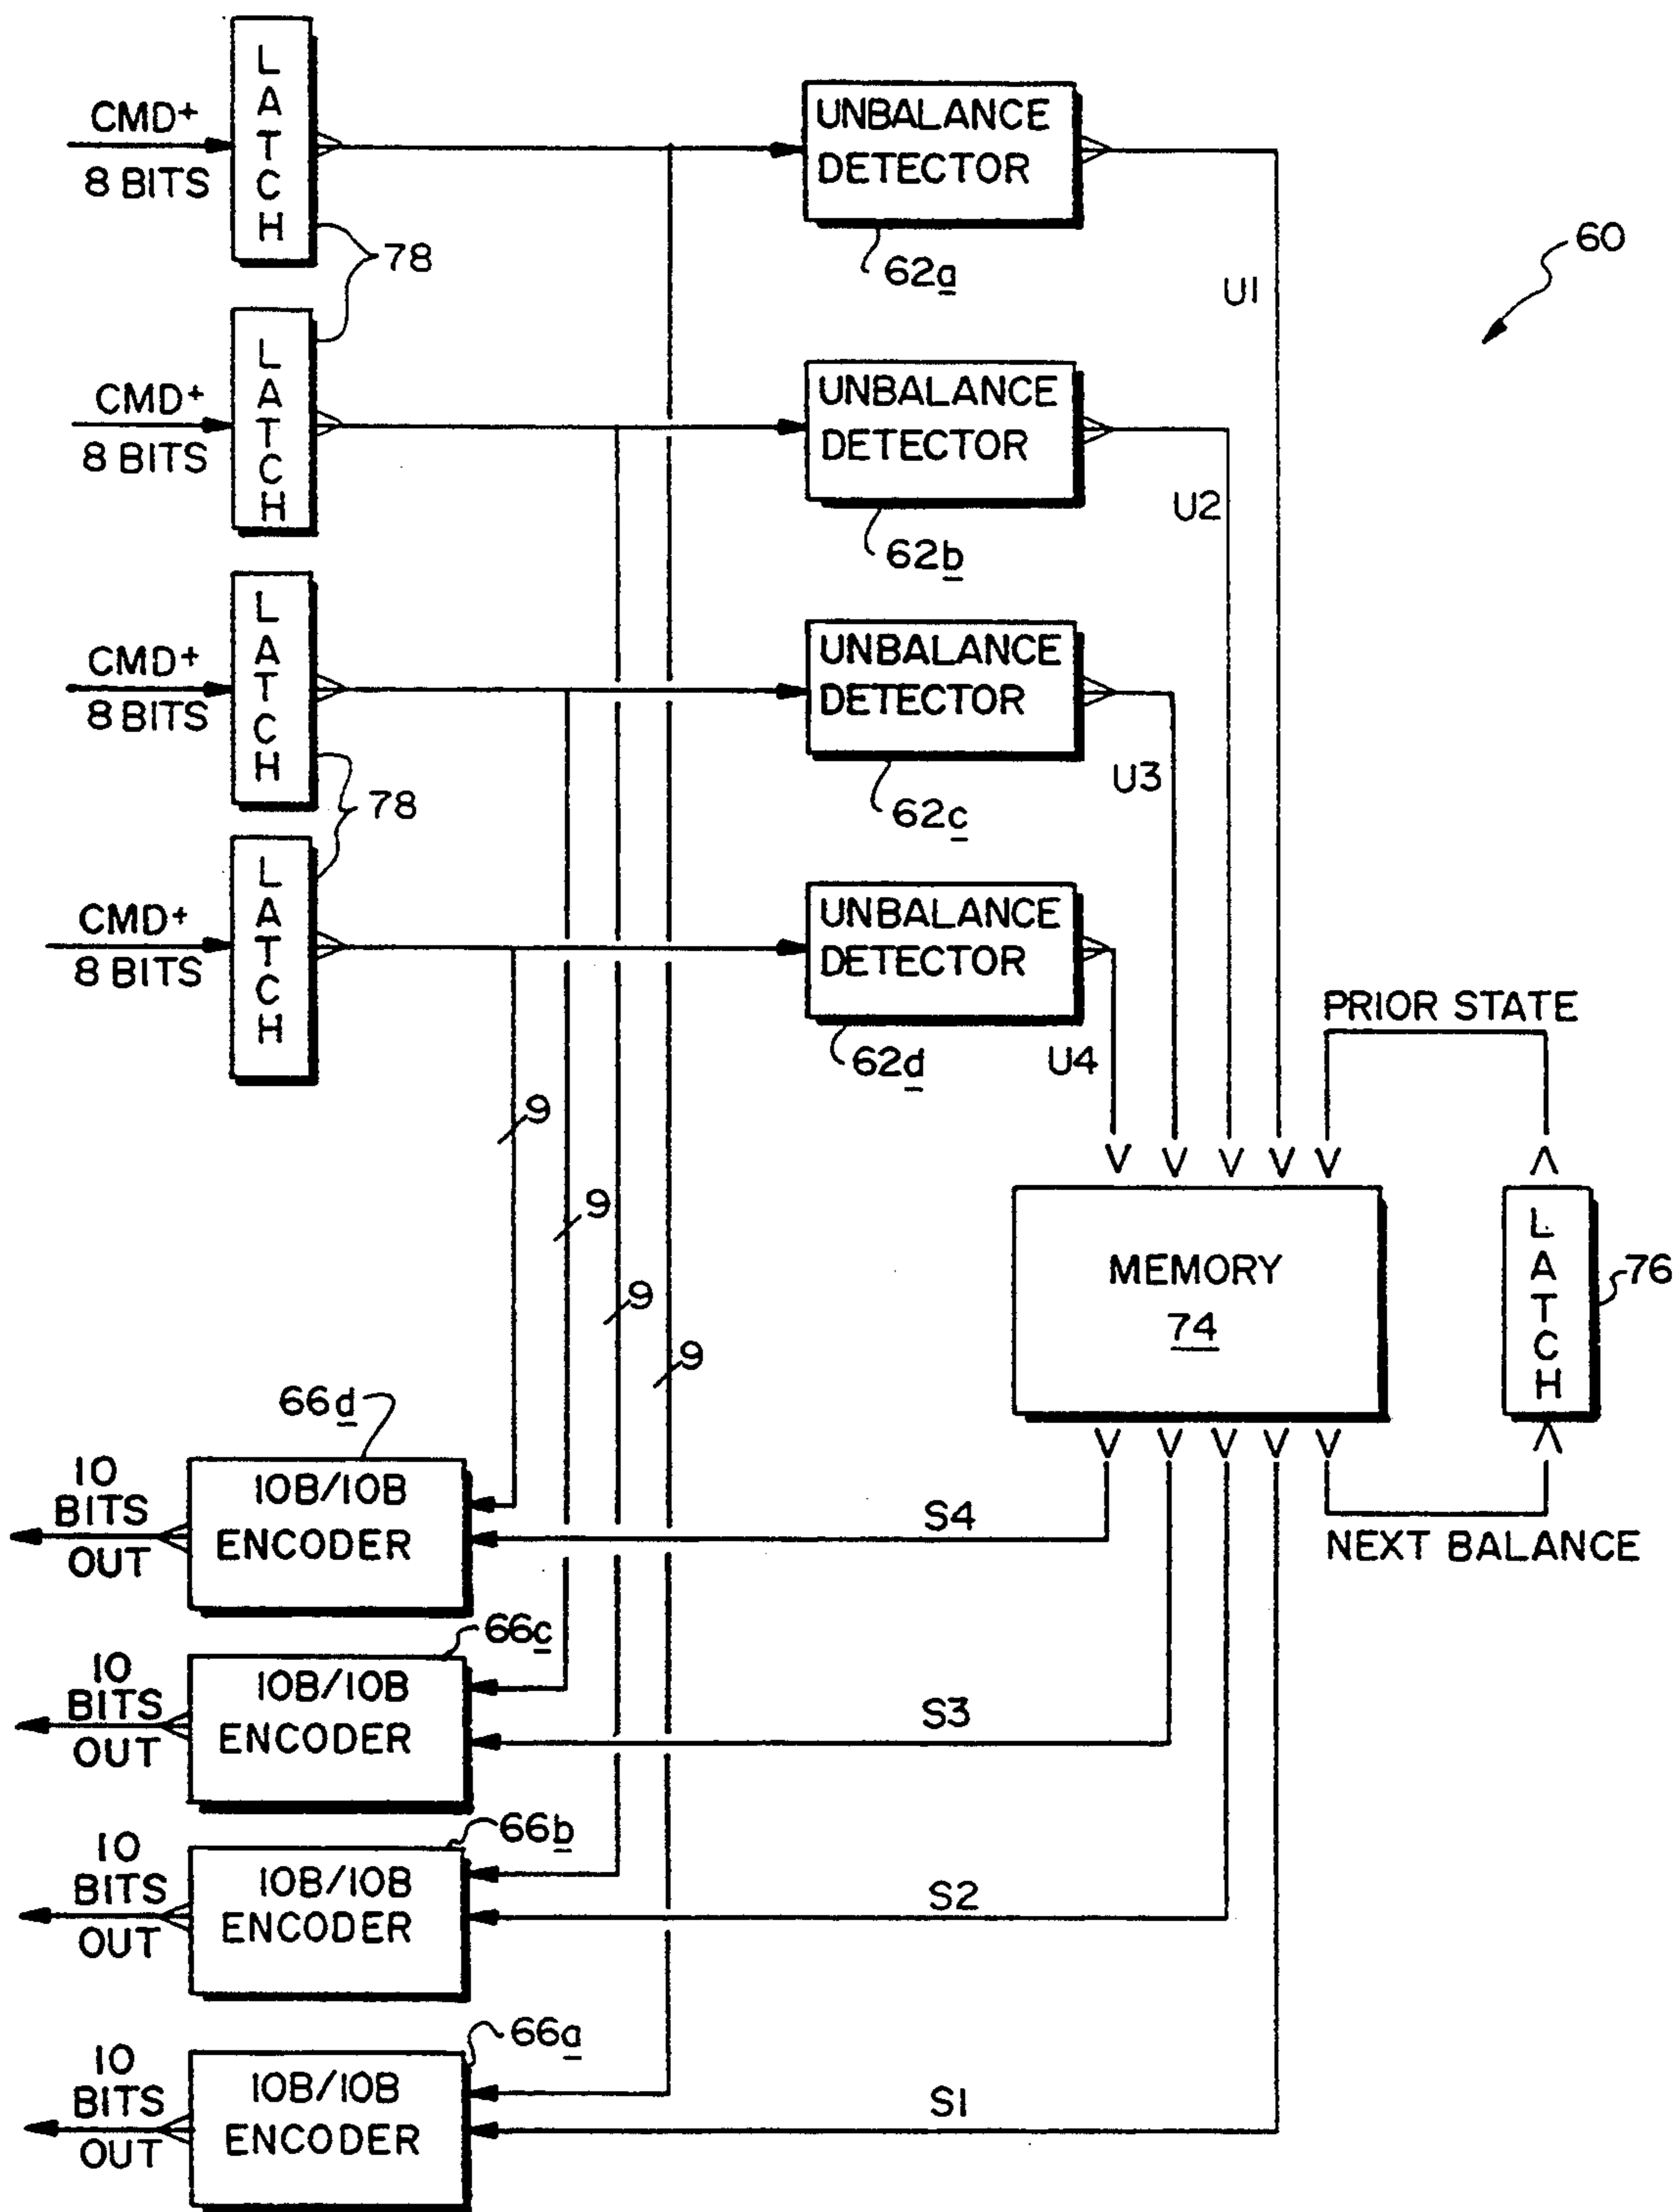 LATCH
CMD+
8 BITS
UNBALANCE
DETECTOR
78
62a
U1
60
LATCH
CMD+
8 BITS
UNBALANCE
DETECTOR
62b
U2
LATCH
CMD+
8 BITS
UNBALANCE
DETECTOR
78
62c
U3
LATCH
CMD+
8 BITS
UNBALANCE
DETECTOR
62d
U4
PRIOR STATE
9
9
9
9
MEMORY
74
LATCH
76
66d
10
BITS
OUT
10B/10B
ENCODER
S4
NEXT BALANCE
66c
10
BITS
OUT
10B/10B
ENCODER
S3
66b
10
BITS
OUT
10B/10B
ENCODER
S2
66a
10
BITS
OUT
10B/10B
ENCODER
S1